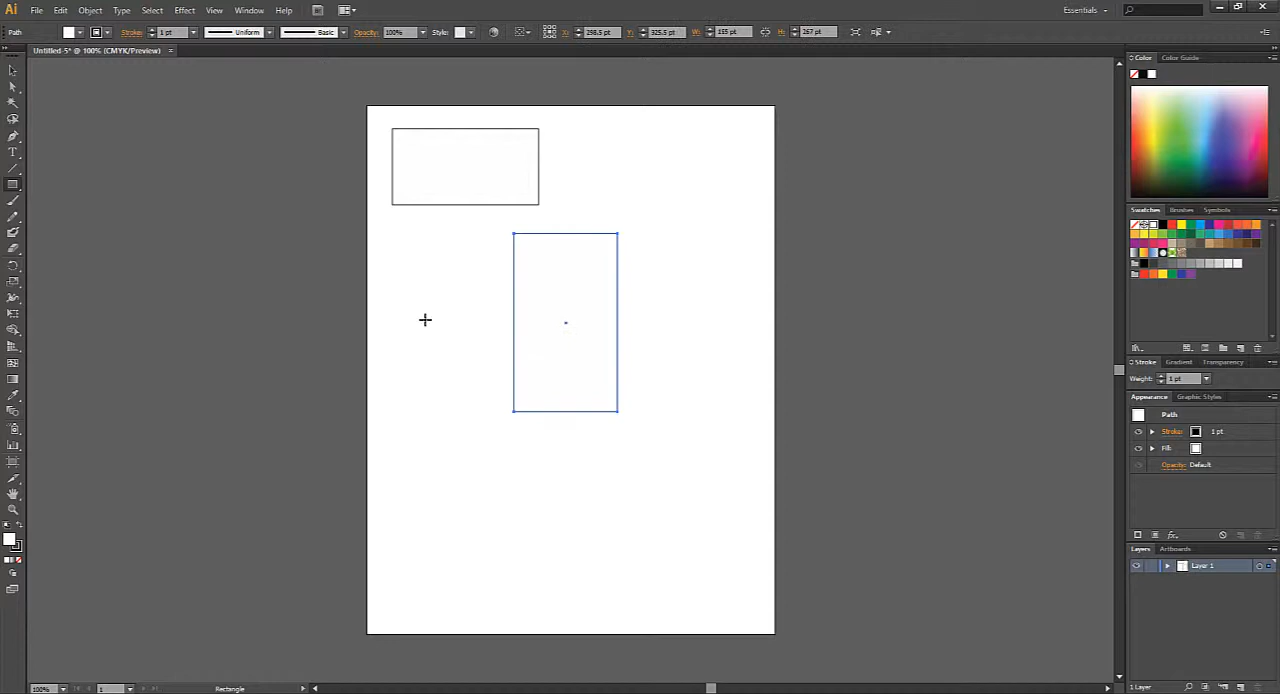 Ai File Edit Object Type Select Effect View Window Help Br Essentials
Path Stroke: 1 pt Uniform Basic Opacity: 100% Style: X: 298.5 pt Y: 325.5 pt W: 155 pt H: 267 pt
Untitled-5* @ 100% (CMYK/Preview) ×
Color Color Guide
Swatches Brushes Symbols
Stroke Gradient Transparency
Weight: 1 pt
Appearance Graphic Styles
Path
Stroke: 1 pt
Fill:
Opacity: Default
fx.
Layers Artboards
Layer 1
1 Layer
100% 1 Rectangle